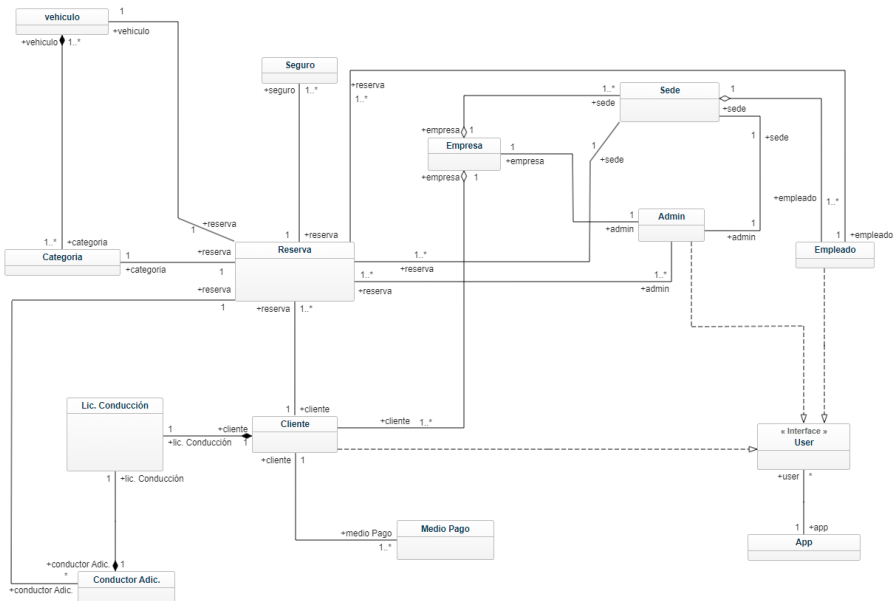 vehiculo
1
+vehiculo
+vehiculo
1..*
Seguro
+seguro
1..*
+reserva
1..*
1..*
+sede
Sede
1
+sede
+empresa
1
Empresa
1
+empresa
+empresa
1
1
+sede
1
+sede
+empleado
1..*
1
+reserva
1
+reserva
1
+admin
Admin
1
+admin
1
+empleado
Empleado
1..*
+categoria
Categoria
1
+categoria
+reserva
1
Reserva
1..*
+reserva
1..*
+reserva
1..*
+admin
+reserva
1
+reserva
1..*
Lic. Conducción
1
+lic. Conducción
+cliente
1
1
+cliente
Cliente
+cliente
1..*
+cliente
1
« Interface »
User
+user
*
1
+lic. Conducción
+medio Pago
1..*
Medio Pago
1
+app
App
+conductor Adic.
1
*
+conductor Adic.
Conductor Adic.